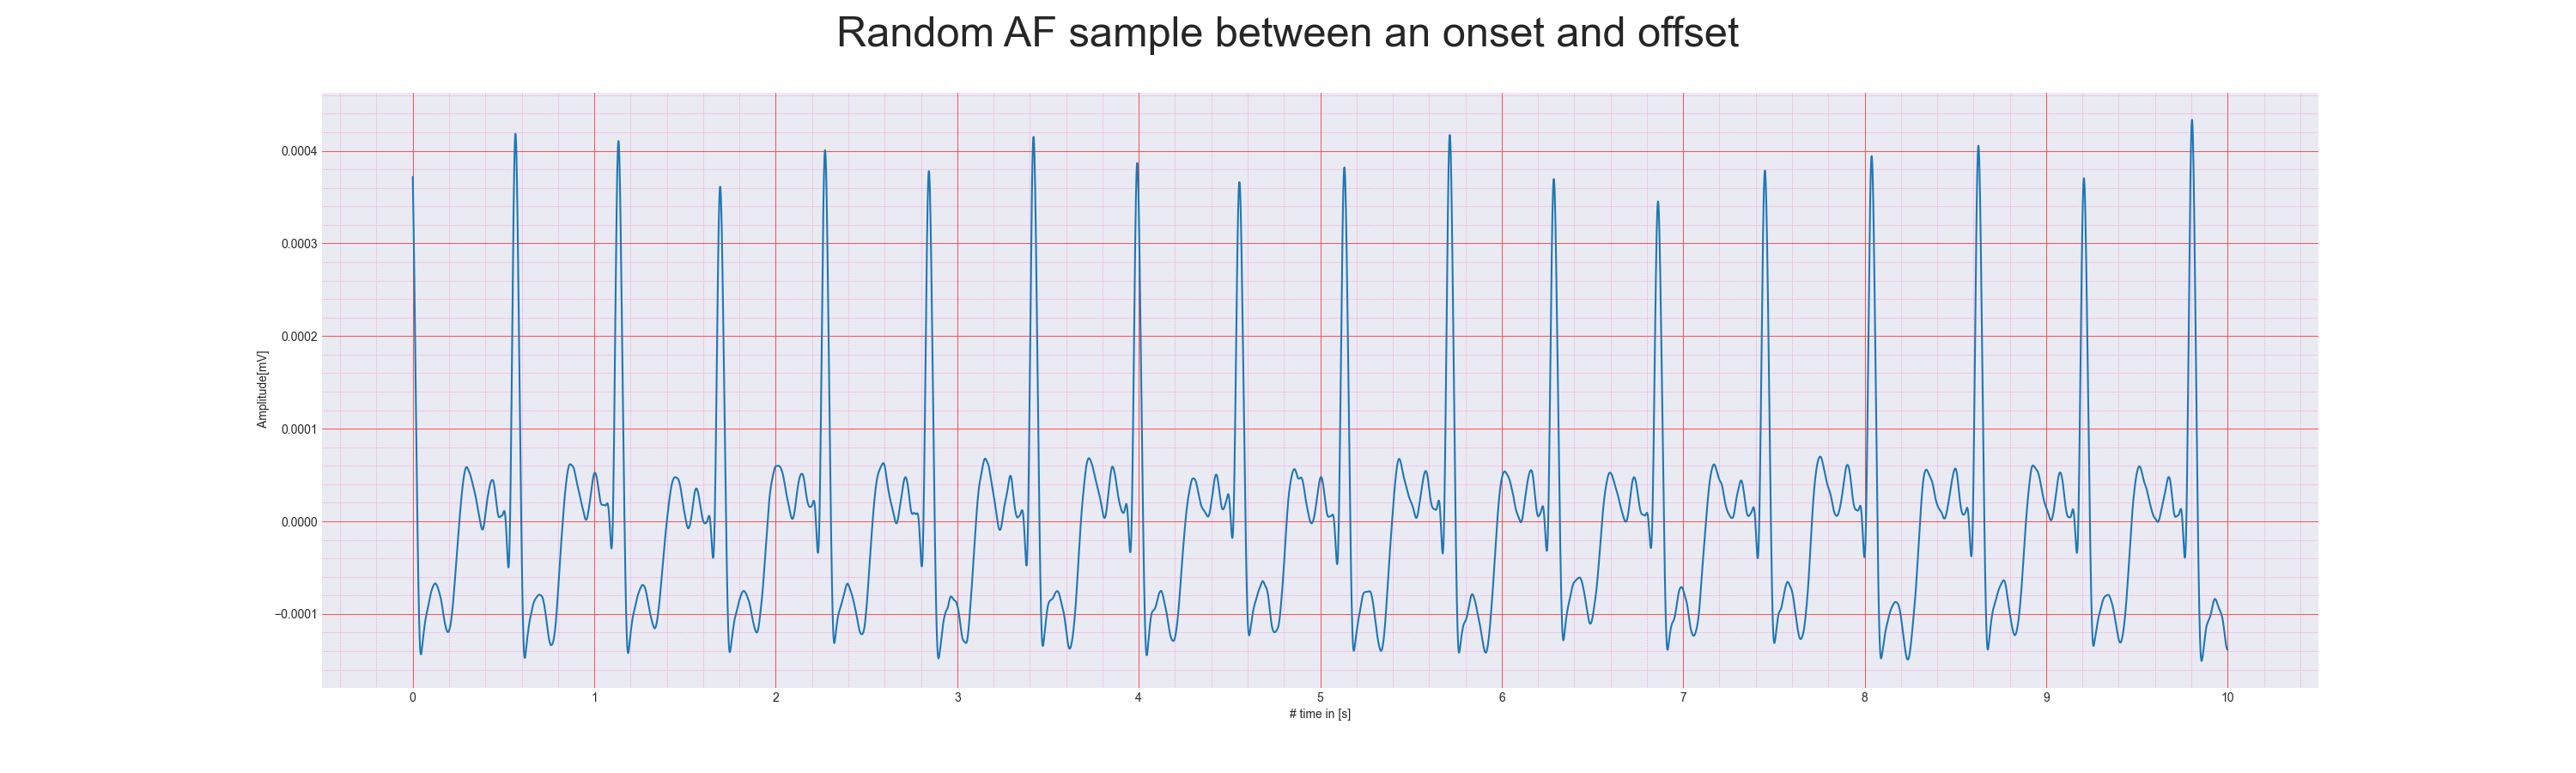 Random AF sample between an onset and offset
0.0004
0.0003
0.0002
0.0001
0.0000
−0.0001
Amplitude[mV]
0 1 2 3 4 5 6 7 8 9 10
# time in [s]